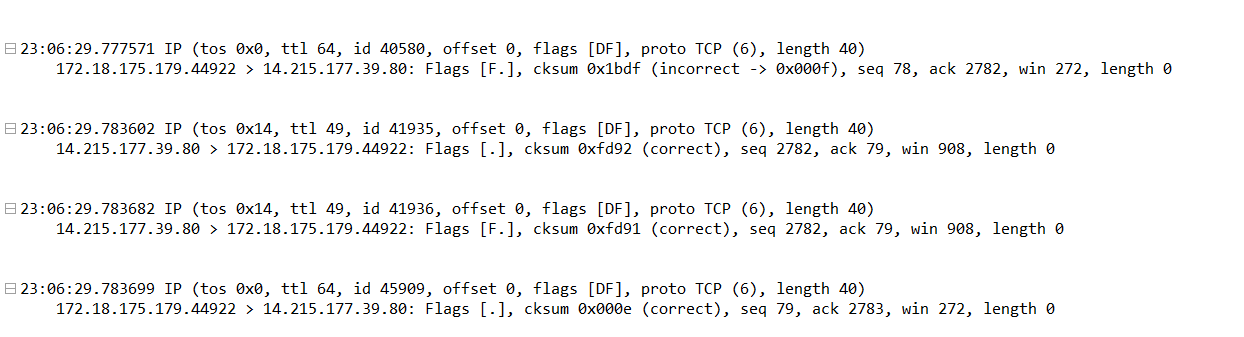 23:06:29.777571 IP (tos 0x0, ttl 64, id 40580, offset 0, flags [DF], proto TCP (6), length 40)
172.18.175.179.44922 > 14.215.177.39.80: Flags [F.], cksum 0x1bdf (incorrect -> 0x000f), seq 78, ack 2782, win 272, length 0
23:06:29.783602 IP (tos 0x14, ttl 49, id 41935, offset 0, flags [DF], proto TCP (6), length 40)
14.215.177.39.80 > 172.18.175.179.44922: Flags [.], cksum 0xfd92 (correct), seq 2782, ack 79, win 908, length 0
23:06:29.783682 IP (tos 0x14, ttl 49, id 41936, offset 0, flags [DF], proto TCP (6), length 40)
14.215.177.39.80 > 172.18.175.179.44922: Flags [F.], cksum 0xfd91 (correct), seq 2782, ack 79, win 908, length 0
23:06:29.783699 IP (tos 0x0, ttl 64, id 45909, offset 0, flags [DF], proto TCP (6), length 40)
172.18.175.179.44922 > 14.215.177.39.80: Flags [.], cksum 0x000e (correct), seq 79, ack 2783, win 272, length 0